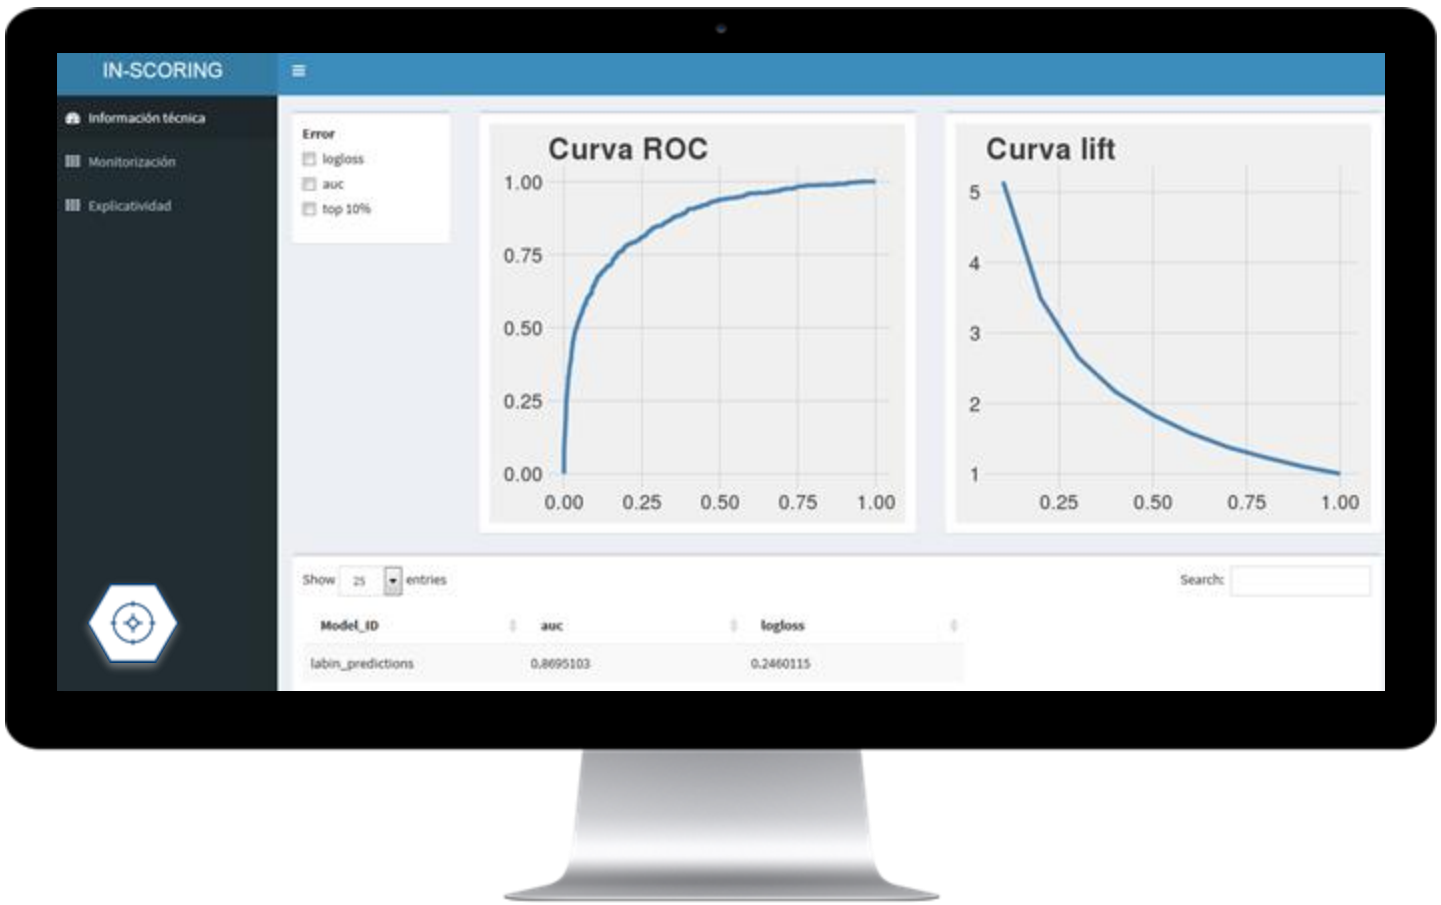 IN-SCORING
Información técnica
Monitorización
Explicatividad
Error
logloss
auc
top 10%
Curva ROC
1.00
0.75
0.50
0.25
0.00
0.00 0.25 0.50 0.75 1.00
Curva lift
5
4
3
2
1
0.25 0.50 0.75 1.00
Show 25 entries
Search:
Model_ID auc logloss
labin_predictions 0.8695103 0.2460115